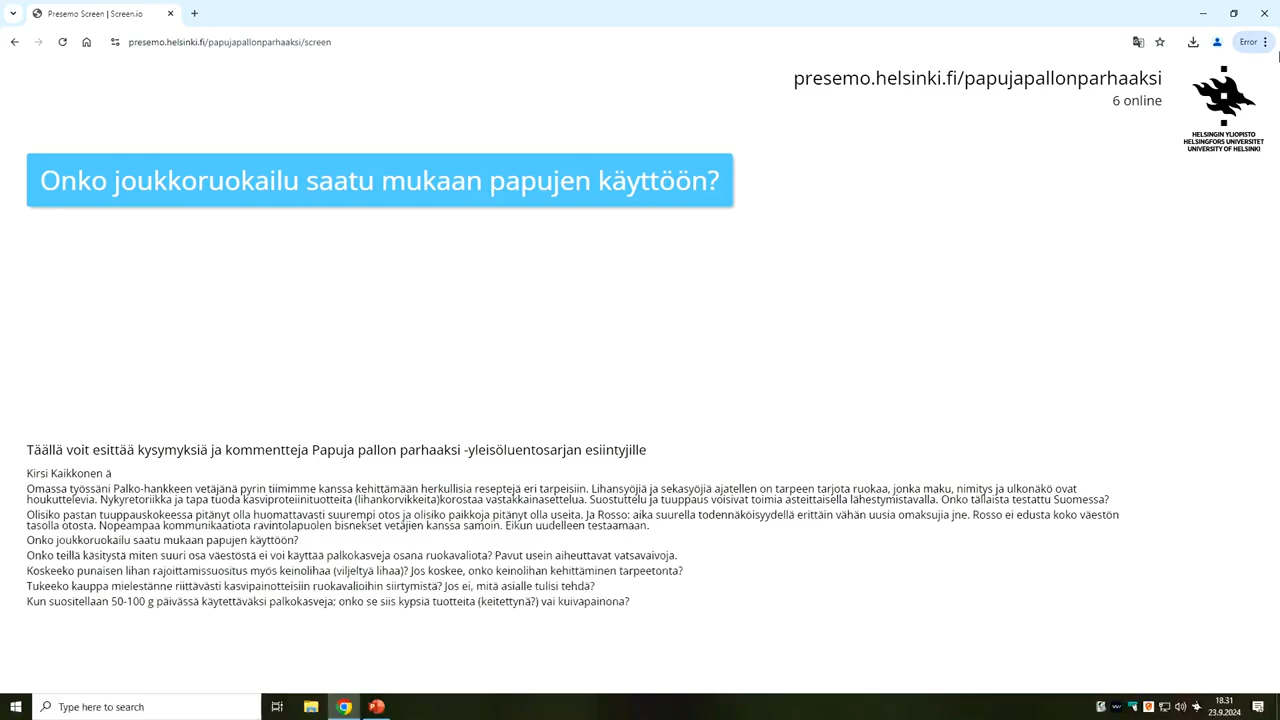 Presemo Screen | Screen.io
presemo.helsinki.fi/papujapallonparhaaksi/screen
Error
presemo.helsinki.fi/papujapallonparhaaksi
6 online
HELSINGIN YLIOPISTO
HELSINGFORS UNIVERSITET
UNIVERSITY OF HELSINKI
Onko joukkoruokailu saatu mukaan papujen käyttöön?
Täällä voit esittää kysymyksiä ja kommentteja Papuja pallon parhaaksi -yleisöluentosarjan esiintyjille
Kirsi Kaikkonen ä
Omassa työssäni Palko-hankkeen vetäjänä pyrin tiimimme kanssa kehittämään herkullisia reseptejä eri tarpeisiin. Lihansyöjiä ja sekasyöjiä ajatellen on tarpeen tarjota ruokaa, jonka maku, nimitys ja ulkonäkö ovat
houkuttelevia. Nykyretoriikka ja tapa tuoda kasviproteiinituotteita (lihankorvikkeita)korostaa vastakkainasettelua. Suostuttelu ja tuuppaus voisivat toimia asteittaisella lähestymistavalla. Onko tällaista testattu Suomessa?
Olisiko pastan tuuppauskokeessa pitänyt olla huomattavasti suurempi otos ja olisiko paikkoja pitänyt olla useita. Ja Rosso: aika suurella todennäköisyydellä erittäin vähän uusia omaksujia jne. Rosso ei edusta koko väestön
tasolla otosta. Nopeampaa kommunikaatiota ravintolapuolen bisnekset vetäjien kanssa samoin. Eikun uudelleen testaamaan.
Onko joukkoruokailu saatu mukaan papujen käyttöön?
Onko teillä käsitystä miten suuri osa väestöstä ei voi käyttää palkokasveja osana ruokavaliota? Pavut usein aiheuttavat vatsavaivoja.
Koskeeko punaisen lihan rajoittamissuositus myös keinolihaa (viljeltyä lihaa)? Jos koskee, onko keinolihan kehittäminen tarpeetonta?
Tukeeko kauppa mielestänne riittävästi kasvipainotteisiin ruokavalioihin siirtymistä? Jos ei, mitä asialle tulisi tehdä?
Kun suositellaan 50-100 g päivässä käytettäväksi palkokasveja; onko se siis kypsiä tuotteita (keitettynä?) vai kuivapainona?
Type here to search
18.31
23.9.2024